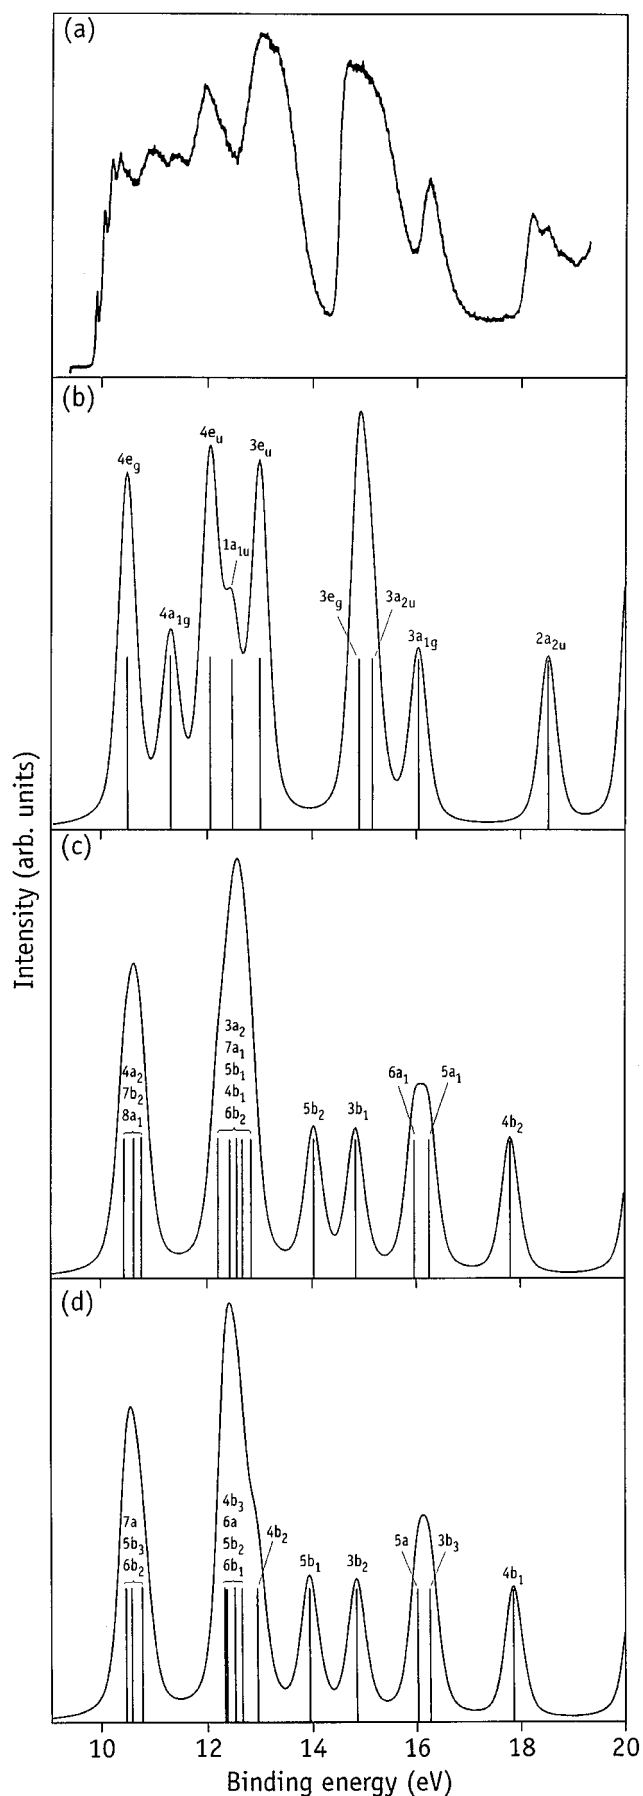 (a)
(b)
4e_g
4a_1g
4e_u
1a_1u
3e_u
3e_g
3a_2u
3a_1g
2a_2u
(c)
4a_2
7b_2
8a_1
3a_2
7a_1
5b_1
4b_1
6b_2
5b_2
3b_1
6a_1
5a_1
4b_2
(d)
7a
5b_3
6b_2
4b_3
6a
5b_2
6b_1
4b_2
5b_1
3b_2
5a
3b_3
4b_1
10 12 14 16 18 20
Binding energy (eV)
Intensity (arb. units)